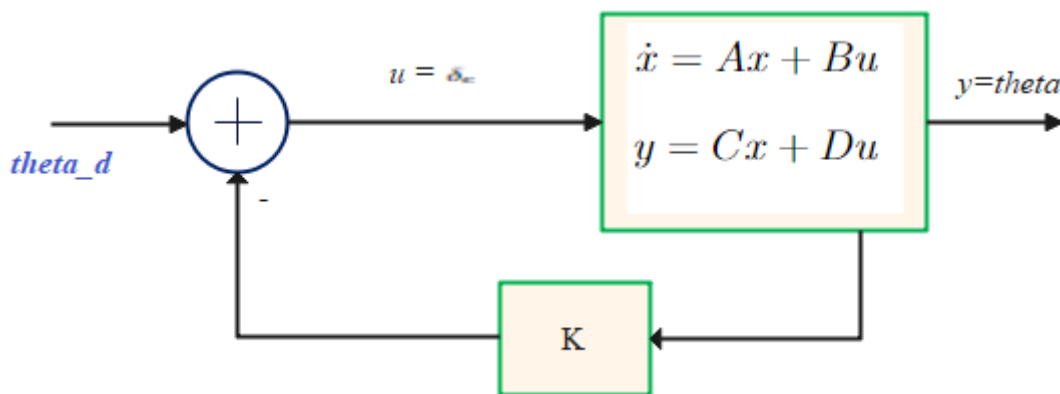 ẋ = Ax + Bu
u =
y=theta
y = Cx + Du
theta_d
-
K